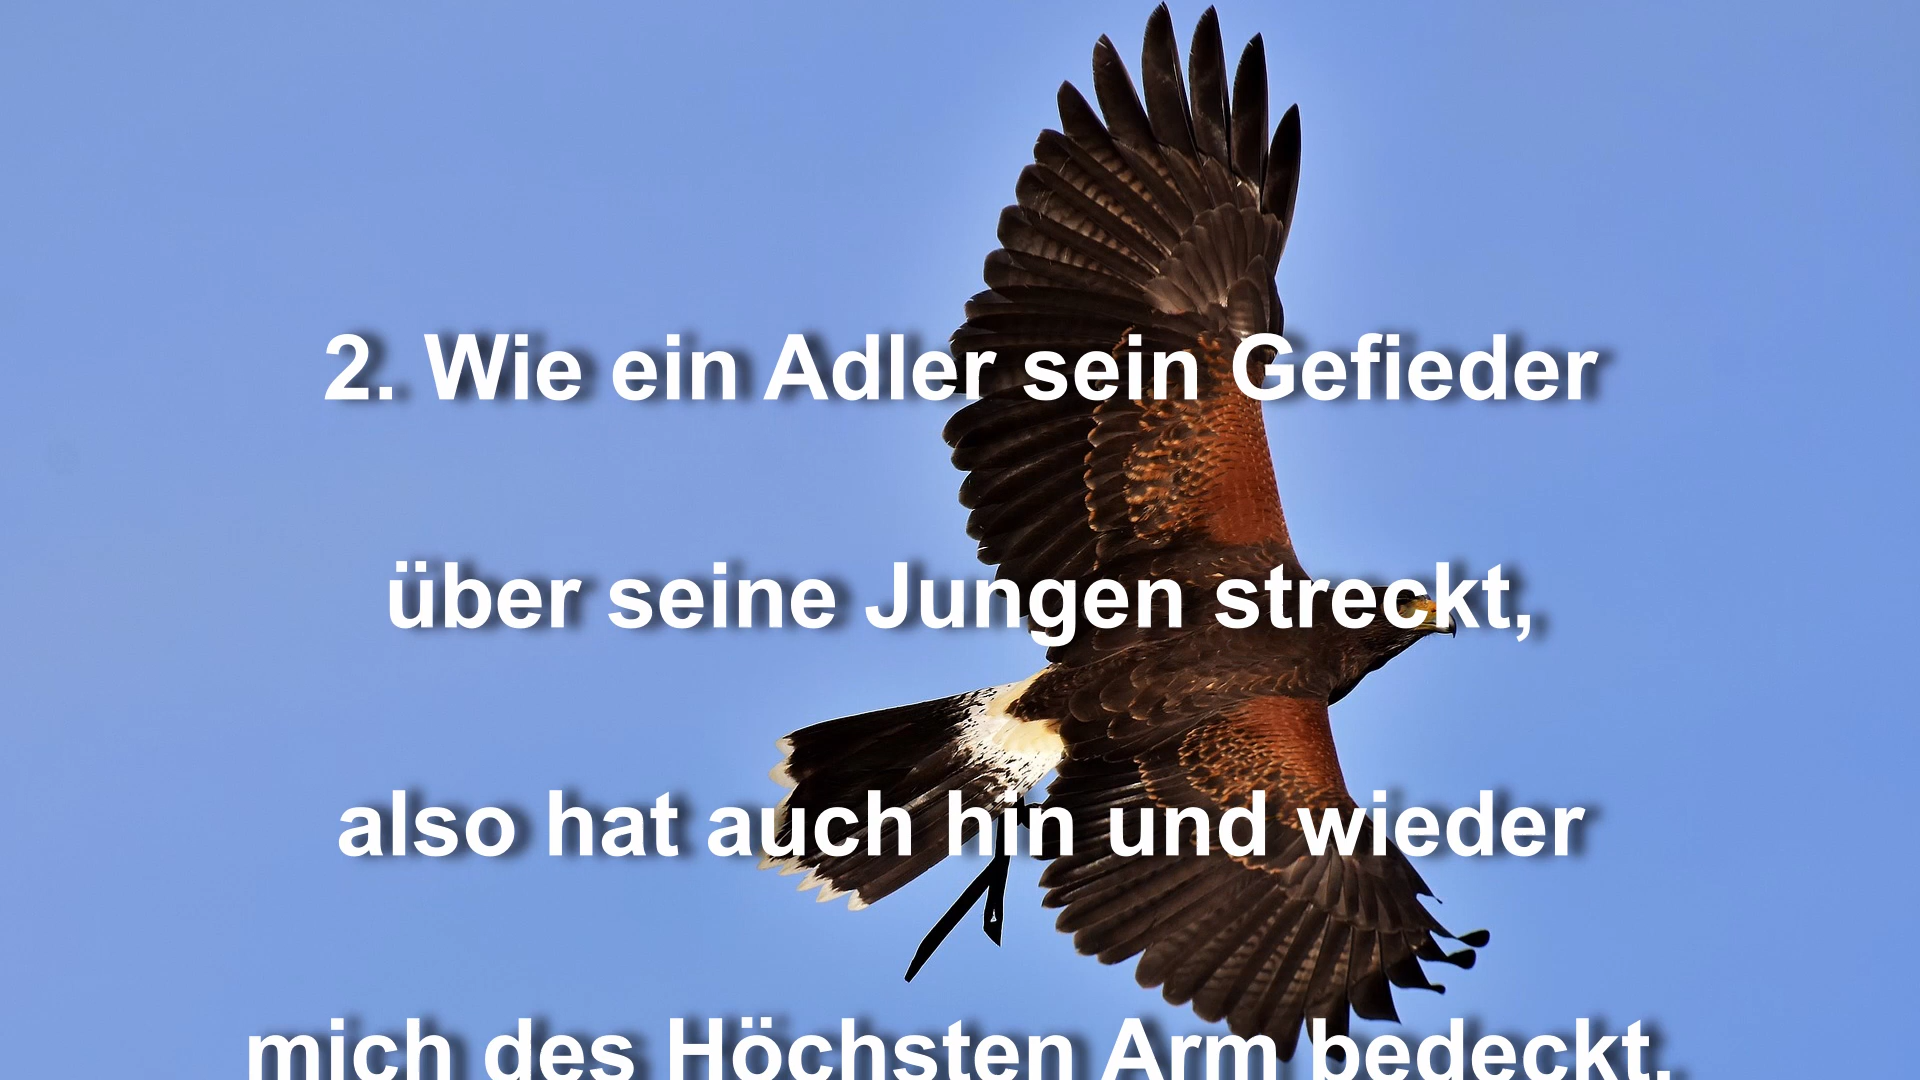 2. Wie ein Adler sein Gefieder
über seine Jungen streckt,
also hat auch hin und wieder
mich des Höchsten Arm bedeckt,